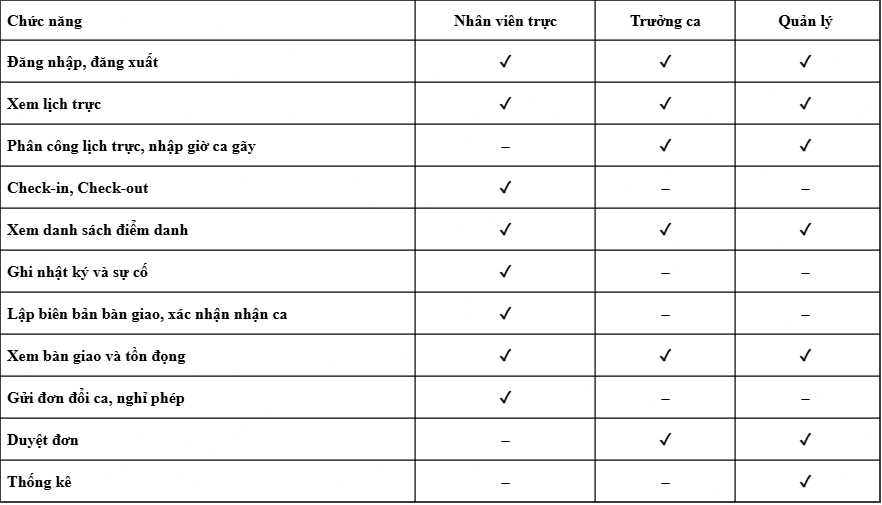 Chức năng Nhân viên trực Trưởng ca Quản lý
Đăng nhập, đăng xuất ✓ ✓ ✓
Xem lịch trực ✓ ✓ ✓
Phân công lịch trực, nhập giờ ca gãy – ✓ ✓
Check-in, Check-out ✓ – –
Xem danh sách điểm danh ✓ ✓ ✓
Ghi nhật ký và sự cố ✓ – –
Lập biên bản bàn giao, xác nhận nhận ca ✓ – –
Xem bàn giao và tồn đọng ✓ ✓ ✓
Gửi đơn đổi ca, nghỉ phép ✓ – –
Duyệt đơn – ✓ ✓
Thống kê – – ✓